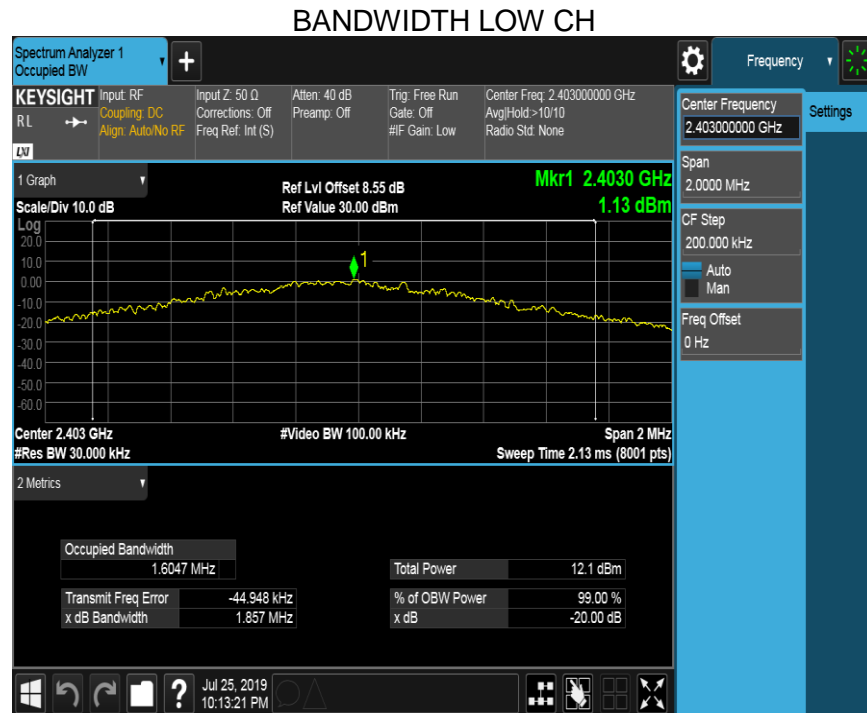 BANDWIDTH LOW CH
Spectrum Analyzer 1
Occupied BW
+
Frequency
KEYSIGHT
RL
LXI
Input: RF
Coupling: DC
Align: Auto/No RF
Input Z: 50 Ω
Corrections: Off
Freq Ref: Int (S)
Atten: 40 dB
Preamp: Off
Trig: Free Run
Gate: Off
#IF Gain: Low
Center Freq: 2.403000000 GHz
Avg|Hold:>10/10
Radio Std: None
Center Frequency
2.403000000 GHz
Settings
Span
2.0000 MHz
CF Step
200.000 kHz
Auto
Man
Freq Offset
0 Hz
1 Graph
Ref Lvl Offset 8.55 dB
Mkr1 2.4030 GHz
Scale/Div 10.0 dB
Ref Value 30.00 dBm
1.13 dBm
Log
20.0
10.0
0.00
-10.0
-20.0
-30.0
-40.0
-50.0
-60.0
1
Center 2.403 GHz
#Video BW 100.00 kHz
Span 2 MHz
#Res BW 30.000 kHz
Sweep Time 2.13 ms (8001 pts)
2 Metrics
Occupied Bandwidth
1.6047 MHz
Total Power 12.1 dBm
Transmit Freq Error -44.948 kHz
% of OBW Power 99.00 %
x dB Bandwidth 1.857 MHz
x dB -20.00 dB
?
Jul 25, 2019
10:13:21 PM